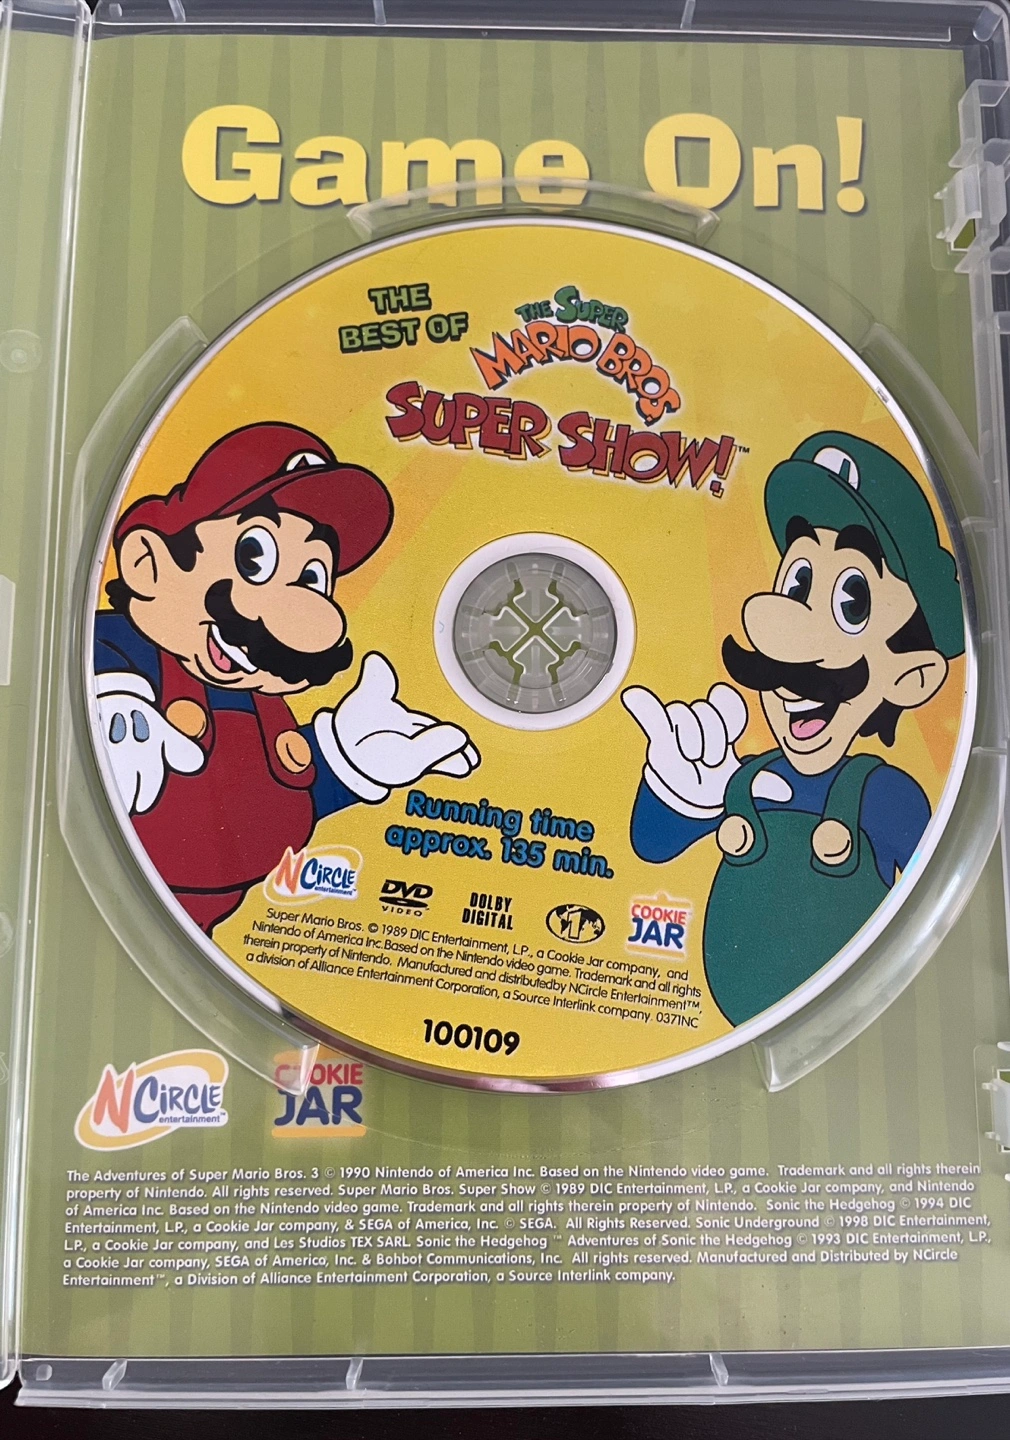 Game On!
THE
BEST OF
THE SUPER
MARIO BROS.
SUPER SHOW!™
Running time
approx. 135 min.
NCiRCLE
entertainment™
DVD
VIDEO
DOLBY
DIGITAL
1
COOKIE
JAR™
Super Mario Bros. © 1989 DIC Entertainment, L.P., a Cookie Jar company, and
Nintendo of America Inc. Based on the Nintendo video game. Trademark and all rights
therein property of Nintendo. Manufactured and distributed by NCircle Entertainment™,
a division of Alliance Entertainment Corporation, a Source Interlink company. 0371NC
100109
NCiRCLE
entertainment™
COOKIE
JAR
The Adventures of Super Mario Bros. 3 © 1990 Nintendo of America Inc. Based on the Nintendo video game. Trademark and all rights therein
property of Nintendo. All rights reserved. Super Mario Bros. Super Show © 1989 DIC Entertainment, L.P., a Cookie Jar company, and Nintendo
of America Inc. Based on the Nintendo video game. Trademark and all rights therein property of Nintendo. Sonic the Hedgehog © 1994 DIC
Entertainment, L.P., a Cookie Jar company, & SEGA of America, Inc. © SEGA. All Rights Reserved. Sonic Underground © 1998 DIC Entertainment,
L.P., a Cookie Jar company, and Les Studios TEX SARL. Sonic the Hedgehog™ Adventures of Sonic the Hedgehog © 1993 DIC Entertainment, L.P.,
a Cookie Jar company, SEGA of America, Inc. & Bohbot Communications, Inc. All rights reserved. Manufactured and Distributed by NCircle
Entertainment™, a Division of Alliance Entertainment Corporation, a Source Interlink company.